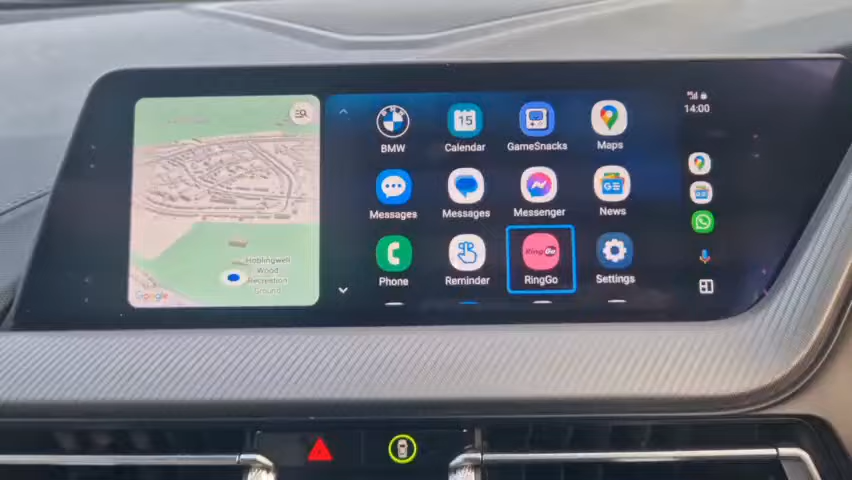 14:00
BMW
15
Calendar
GameSnacks
Maps
Messages
Messages
Messenger
News
Phone
Reminder
RingGo
RingGo
Settings
Hoblingwell
Wood
Recreation
Ground
Google